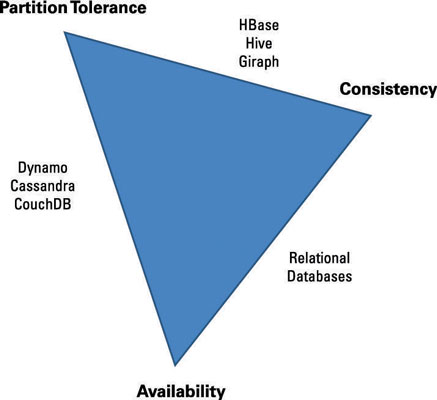 Partition Tolerance
HBase
Hive
Giraph
Consistency
Dynamo
Cassandra
CouchDB
Relational
Databases
Availability